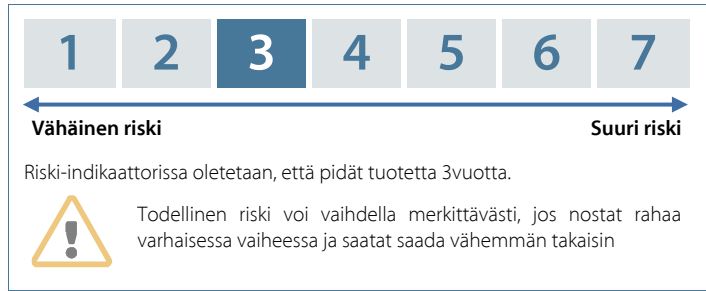 1 2 3 4 5 6 7
Vähäinen riski Suuri riski
Riski-indikaattorissa oletetaan, että pidät tuotetta 3vuotta.
Todellinen riski voi vaihdella merkittävästi, jos nostat rahaa
varhaisessa vaiheessa ja saatat saada vähemmän takaisin